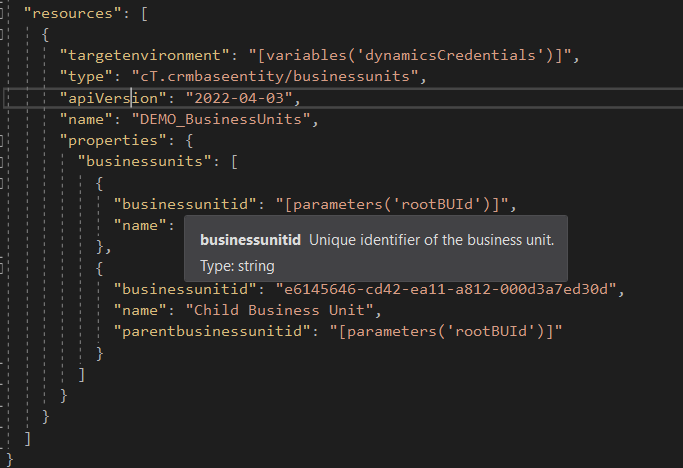 "resources": [
{
"targetenvironment": "[variables('dynamicsCredentials')]",
"type": "cT.crmbaseentity/businessunits",
"apiVersion": "2022-04-03",
"name": "DEMO_BusinessUnits",
"properties": {
"businessunits": [
{
"businessunitid": "[parameters('rootBUId')]",
"name":
businessunitid Unique identifier of the business unit.
Type: string
},
{
"businessunitid": "e6145646-cd42-ea11-a812-000d3a7ed30d",
"name": "Child Business Unit",
"parentbusinessunitid": "[parameters('rootBUId')]"
}
]
}
}
]
}